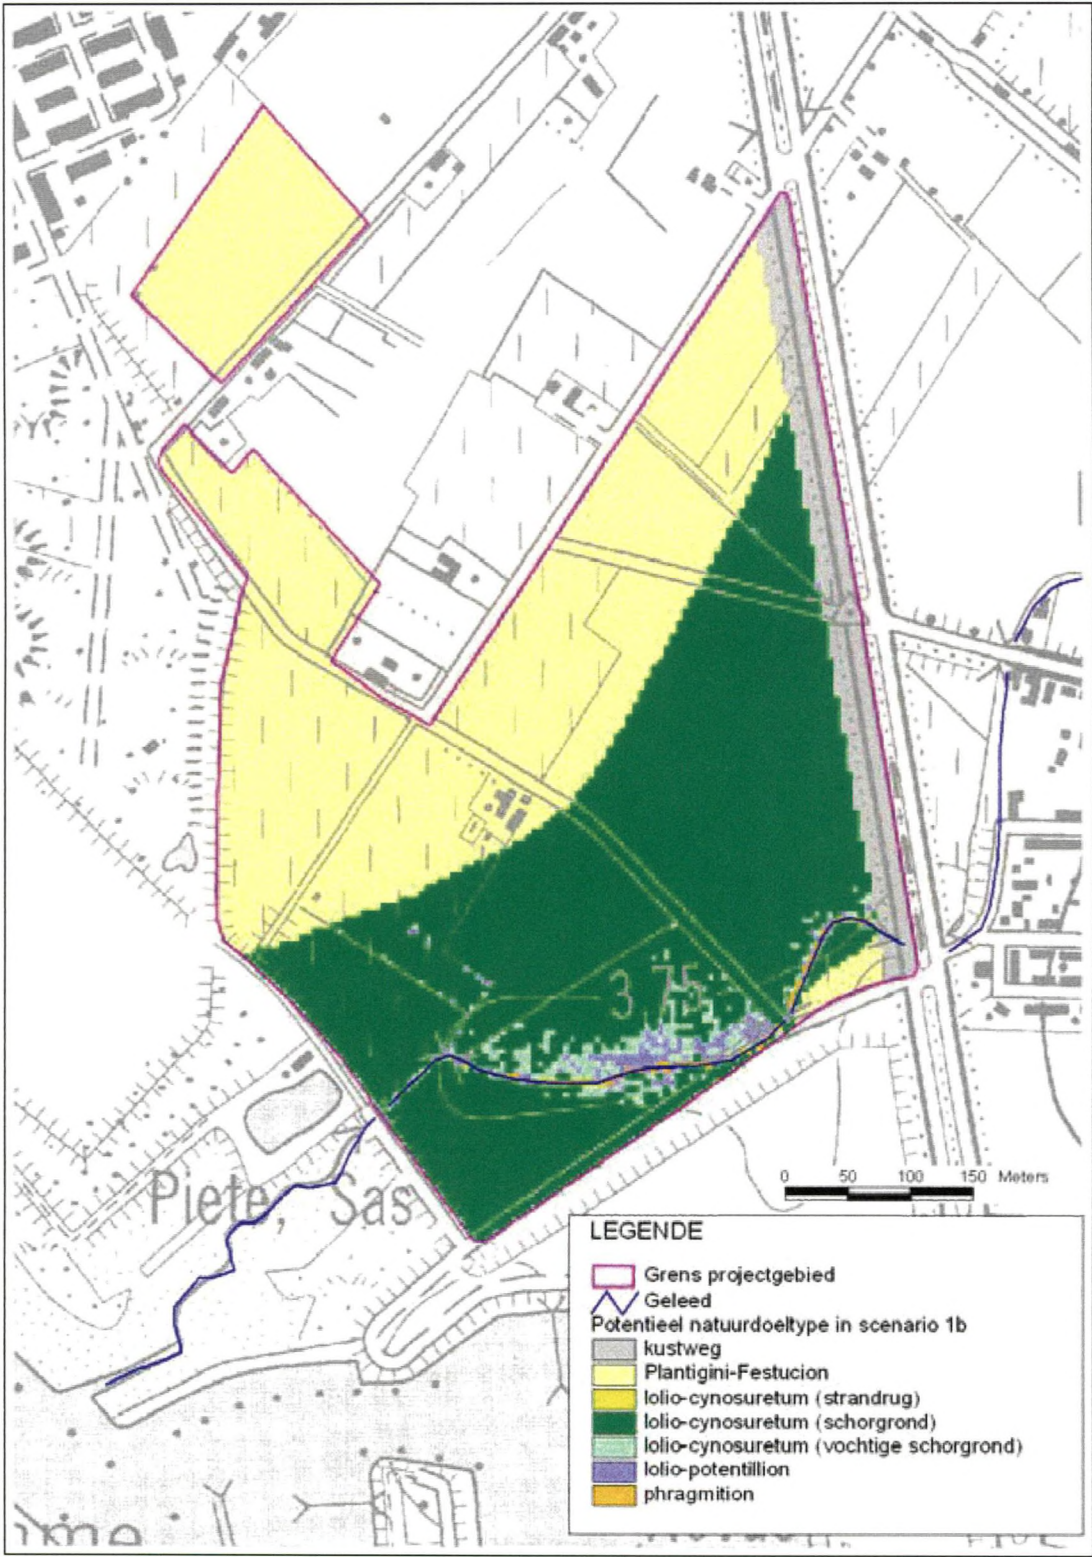 3 75
Piete, Sas
0 50 100 150 Meters
LEGENDE
Grens projectgebied
Geleed
Potentieel natuurdoeltype in scenario 1b
kustweg
Plantigini-Festucion
lolio-cynosuretum (strandrug)
lolio-cynosuretum (schorgrond)
lolio-cynosuretum (vochtige schorgrond)
lolio-potentillion
phragmition